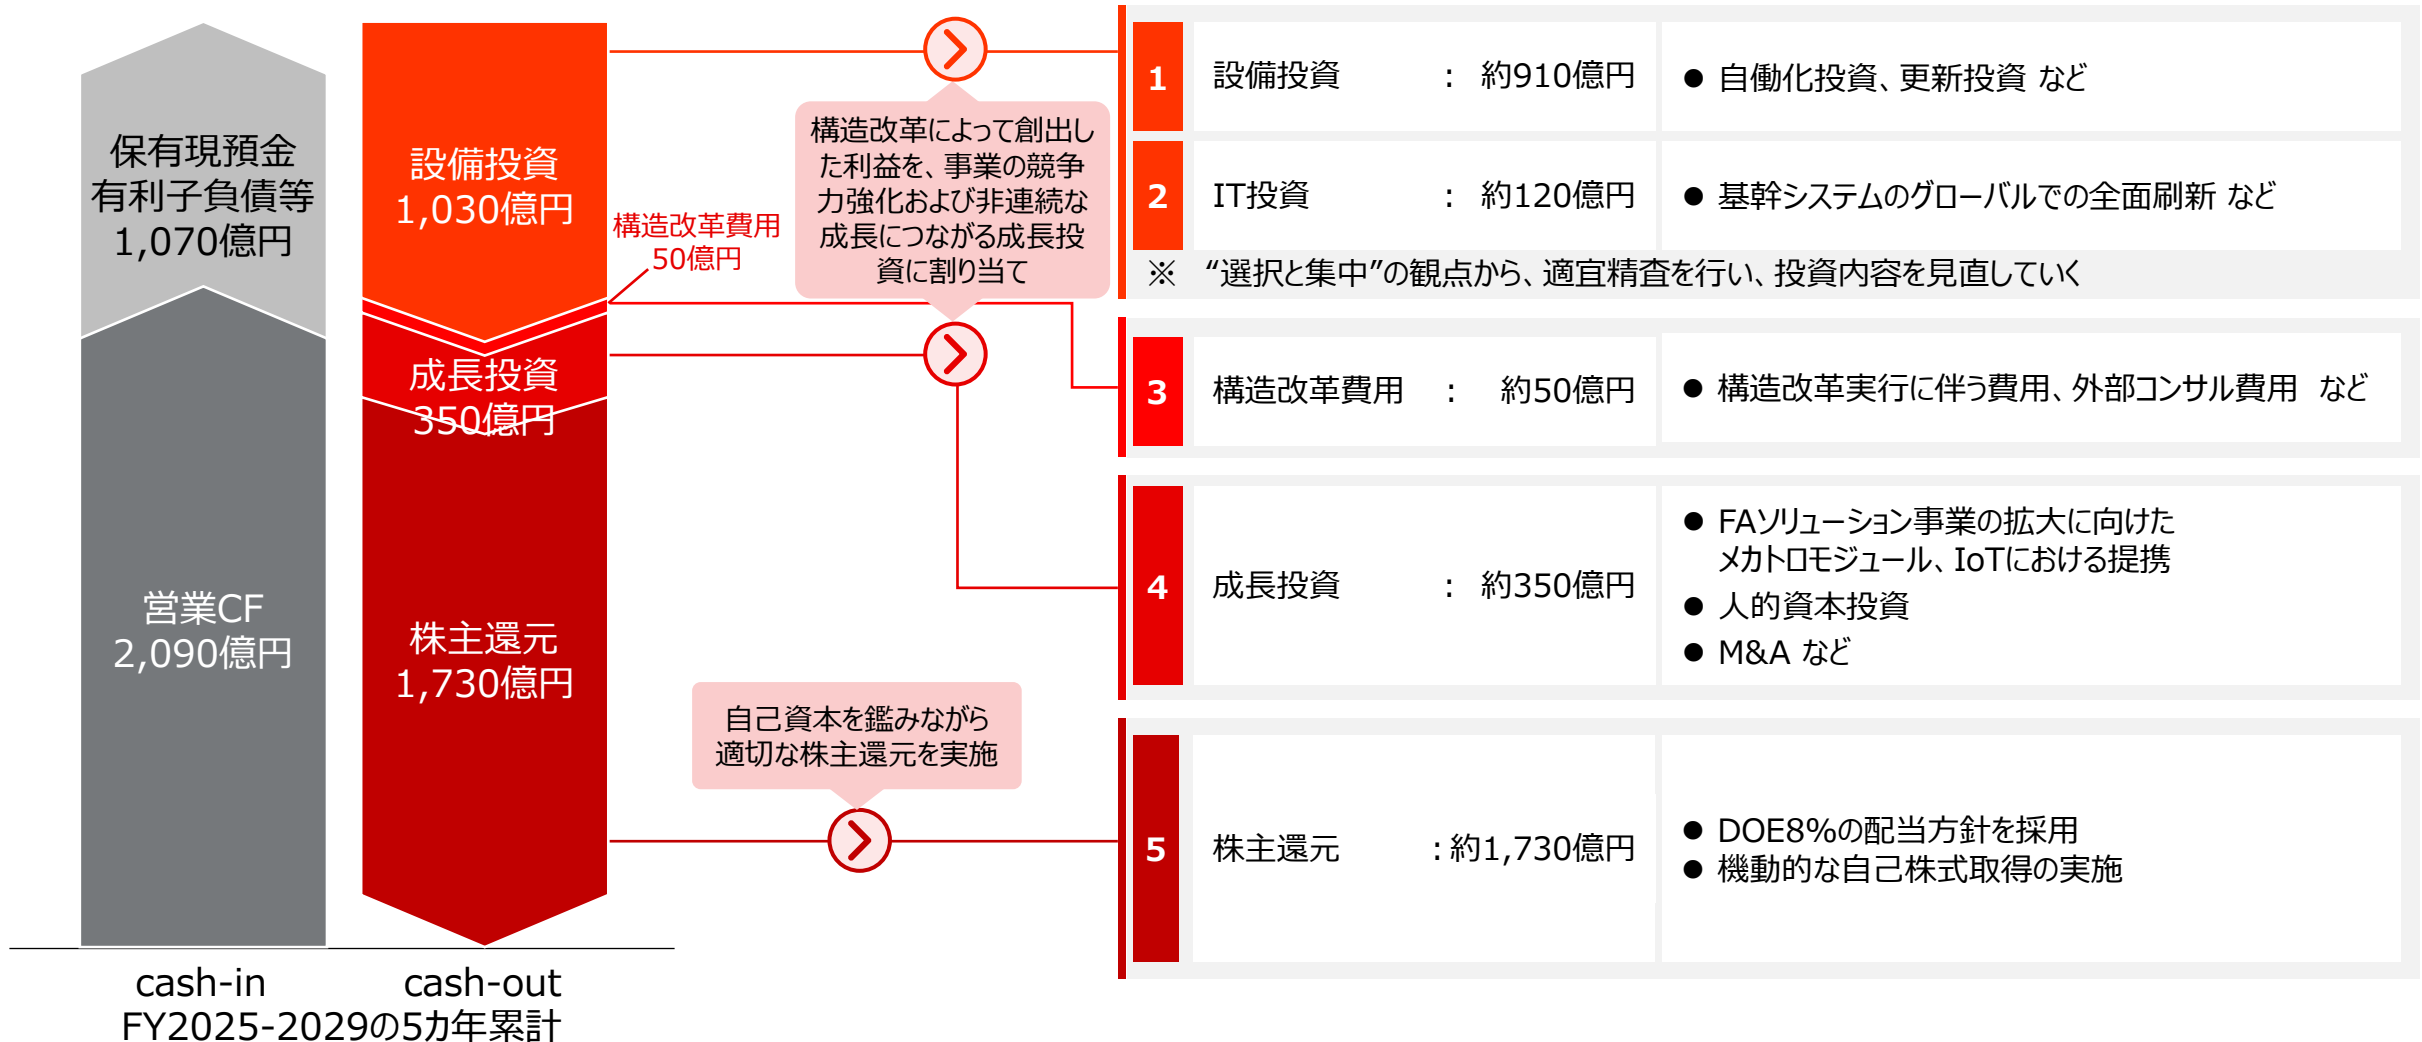 保有現預金
有利子負債等
1,070億円
営業CF
2,090億円
設備投資
1,030億円
構造改革費用
50億円
成長投資
350億円
株主還元
1,730億円
cash-in
cash-out
FY2025-2029の5カ年累計
構造改革によって創出し
た利益を、事業の競争
力強化および非連続な
成長につながる成長投
資に割り当て
自己資本を鑑みながら
適切な株主還元を実施
1 設備投資 : 約910億円 ● 自働化投資、更新投資 など
2 IT投資 : 約120億円 ● 基幹システムのグローバルでの全面刷新 など
※ “選択と集中”の観点から、適宜精査を行い、投資内容を見直していく
3 構造改革費用 : 約50億円 ● 構造改革実行に伴う費用、外部コンサル費用 など
4 成長投資 : 約350億円
● FAソリューション事業の拡大に向けた
メカトロモジュール、IoTにおける提携
● 人的資本投資
● M&A など
5 株主還元 : 約1,730億円
● DOE8%の配当方針を採用
● 機動的な自己株式取得の実施